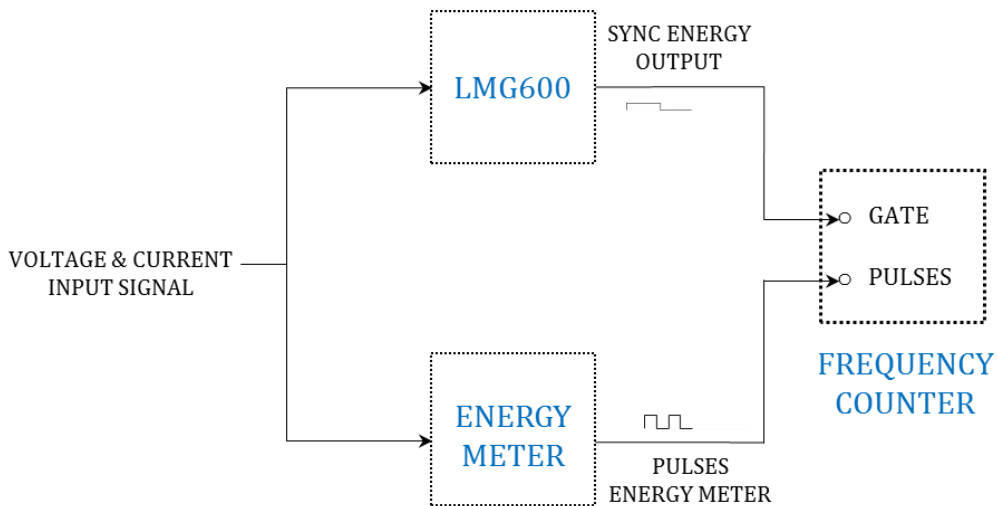 SYNC ENERGY
OUTPUT
LMG600
GATE
VOLTAGE & CURRENT
INPUT SIGNAL
PULSES
FREQUENCY
COUNTER
ENERGY
METER
PULSES
ENERGY METER